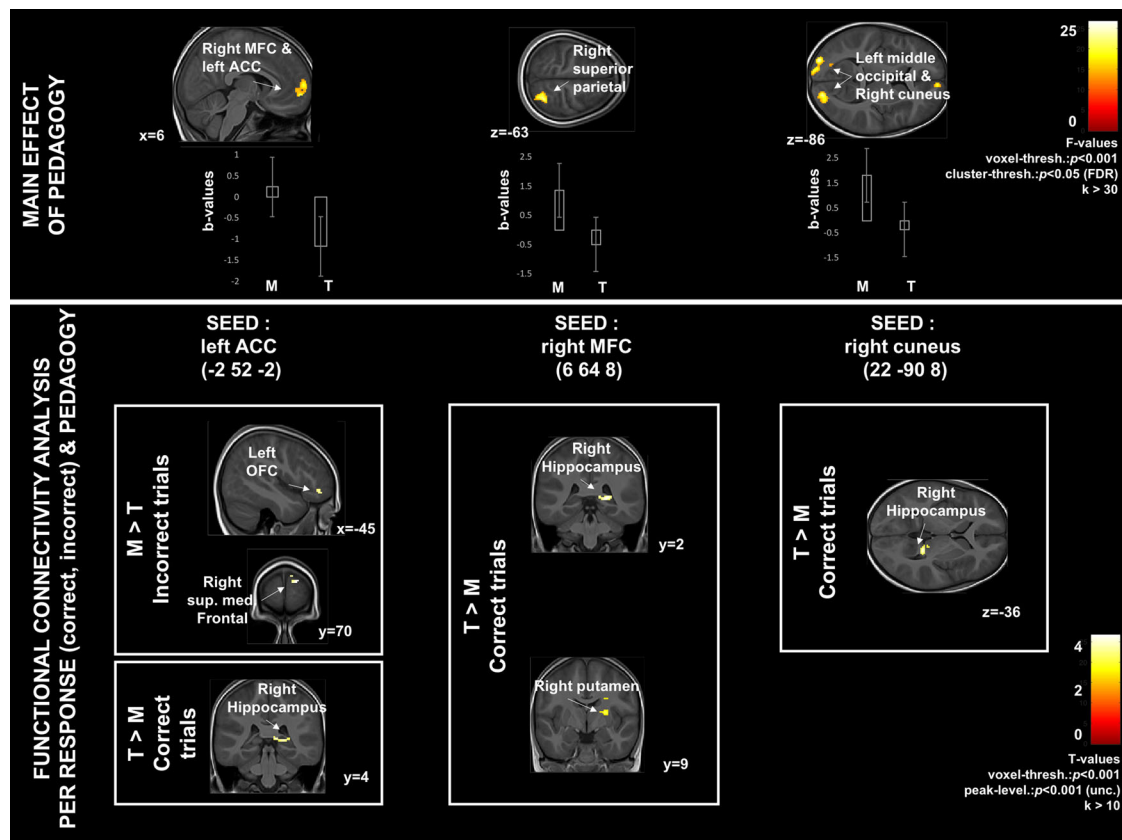 MAIN EFFECT
OF PEDAGOGY
Right MFC &
left ACC
x=6
Right
superior
parietal
z=-63
Left middle
occipital &
Right cuneus
z=-86
25
0
F-values
voxel-thresh.:p<0.001
cluster-thresh.:p<0.05 (FDR)
k > 30
b-values
1
0.5
0
-0.5
-1
-1.5
-2
M T
b-values
2.5
1.5
0.5
-0.5
-1.5
M T
b-values
2.5
1.5
0.5
-0.5
-1.5
M T
FUNCTIONAL CONNECTIVITY ANALYSIS
PER RESPONSE (correct, incorrect) & PEDAGOGY
SEED :
left ACC
(-2 52 -2)
M > T
Incorrect trials
Left
OFC
x=-45
Right
sup. med.
Frontal
y=70
T > M
Correct
trials
Right
Hippocampus
y=4
SEED :
right MFC
(6 64 8)
T > M
Correct trials
Right
Hippocampus
y=2
Right putamen
y=9
SEED :
right cuneus
(22 -90 8)
T > M
Correct trials
Right
Hippocampus
z=-36
4
2
0
T-values
voxel-thresh.:p<0.001
peak-level.:p<0.001 (unc.)
k > 10